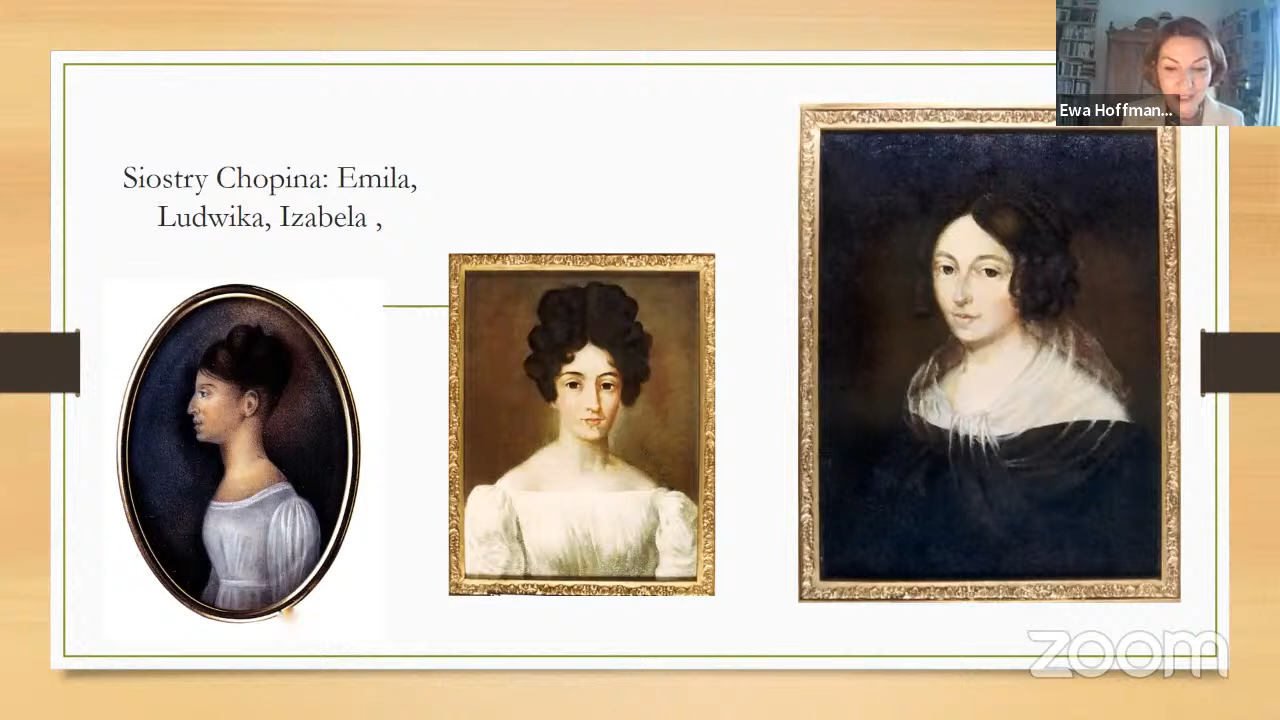 Siostry Chopina: Emila,
Ludwika, Izabela ,
Ewa Hoffman...
zoom